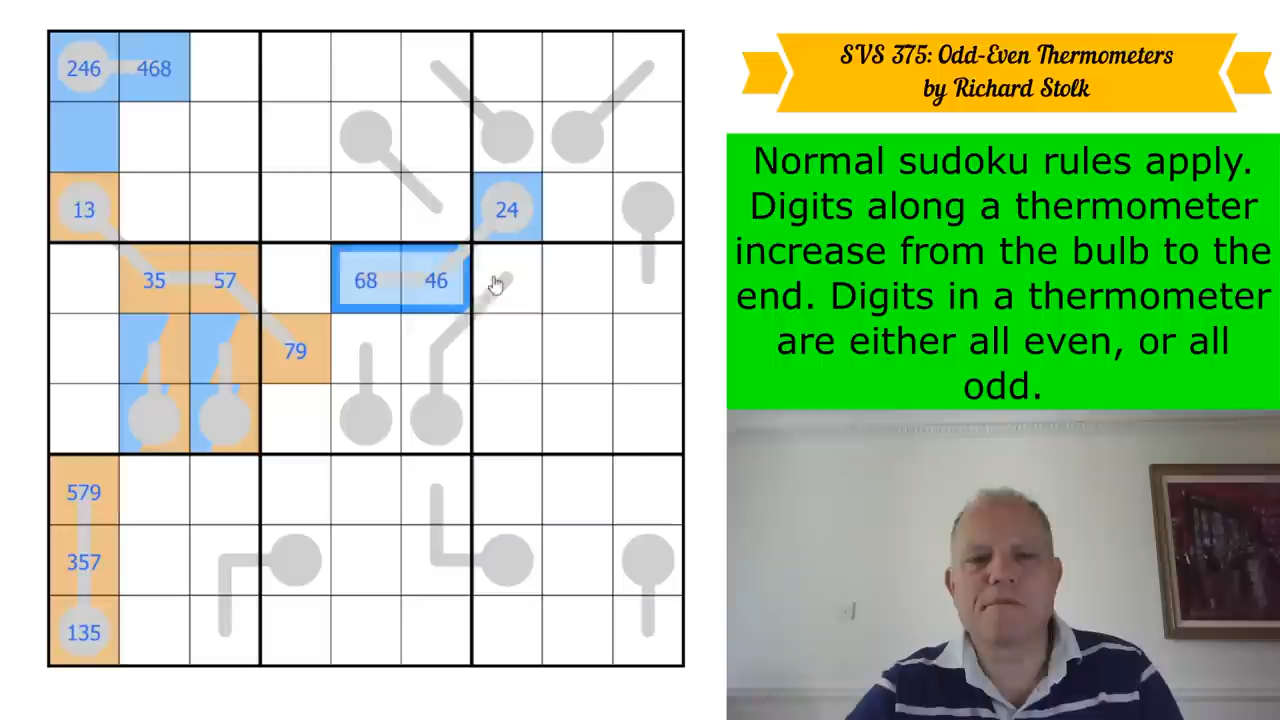 SVS 375: Odd-Even Thermometers
by Richard Stolk
Normal sudoku rules apply.
Digits along a thermometer
increase from the bulb to the
end. Digits in a thermometer
are either all even, or all
odd.
246 468
13 24
35 57 68 46
79
579
357
135